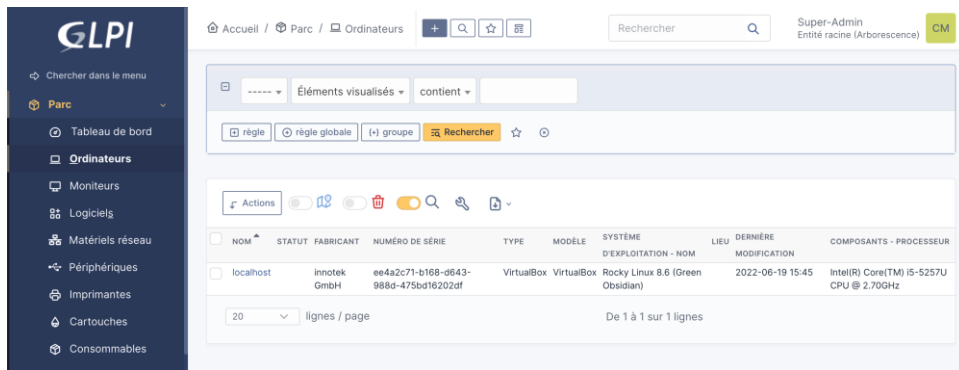 GLPI
Accueil / Parc / Ordinateurs
Rechercher
Super-Admin
Entité racine (Arborescence)
CM
Chercher dans le menu
Parc
Tableau de bord
Ordinateurs
Moniteurs
Logiciels
Matériels réseau
Périphériques
Imprimantes
Cartouches
Consommables
----- Éléments visualisés contient
règle règle globale (+) groupe Rechercher
Actions
NOM STATUT FABRICANT NUMÉRO DE SÉRIE TYPE MODÈLE SYSTÈME D'EXPLOITATION - NOM LIEU DERNIÈRE MODIFICATION COMPOSANTS - PROCESSEUR
localhost innotek GmbH ee4a2c71-b168-d643-988d-475bd16202df VirtualBox VirtualBox Rocky Linux 8.6 (Green Obsidian) 2022-06-19 15:45 Intel(R) Core(TM) i5-5257U CPU @ 2.70GHz
20 lignes / page De 1 à 1 sur 1 lignes